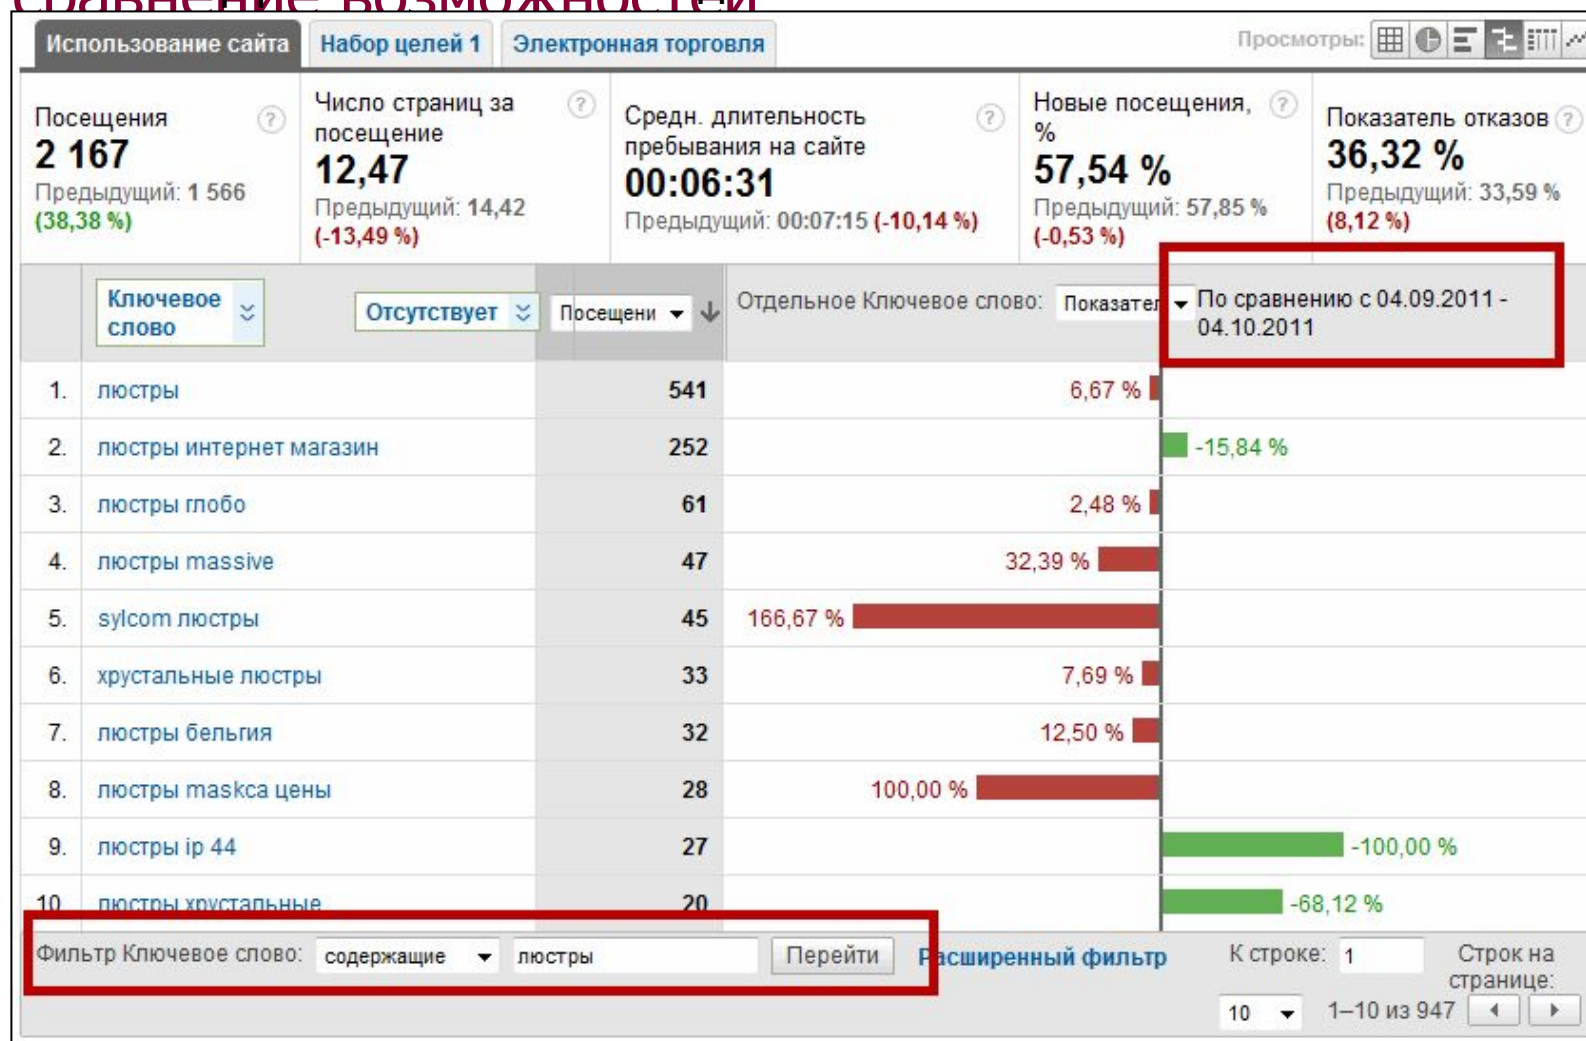 сравнение возможностей
Использование сайта Набор целей 1 Электронная торговля Просмотры:
Посещения
2 167
Предыдущий: 1 566
(38,38 %)
Число страниц за
посещение
12,47
Предыдущий: 14,42
(-13,49 %)
Средн. длительность
пребывания на сайте
00:06:31
Предыдущий: 00:07:15 (-10,14 %)
Новые посещения,
%
57,54 %
Предыдущий: 57,85 %
(-0,53 %)
Показатель отказов
36,32 %
Предыдущий: 33,59 %
(8,12 %)
Ключевое
слово
Отсутствует
Посещени
Отдельное Ключевое слово: Показател
По сравнению с 04.09.2011 -
04.10.2011
1. люстры 541 6,67 %
2. люстры интернет магазин 252 -15,84 %
3. люстры глобо 61 2,48 %
4. люстры massive 47 32,39 %
5. sylcom люстры 45 166,67 %
6. хрустальные люстры 33 7,69 %
7. люстры бельгия 32 12,50 %
8. люстры maskca цены 28 100,00 %
9. люстры ip 44 27 -100,00 %
10. люстры хрустальные 20 -68,12 %
Фильтр Ключевое слово: содержащие люстры Перейти Расширенный фильтр К строке: 1 Строк на
странице:
10 1–10 из 947